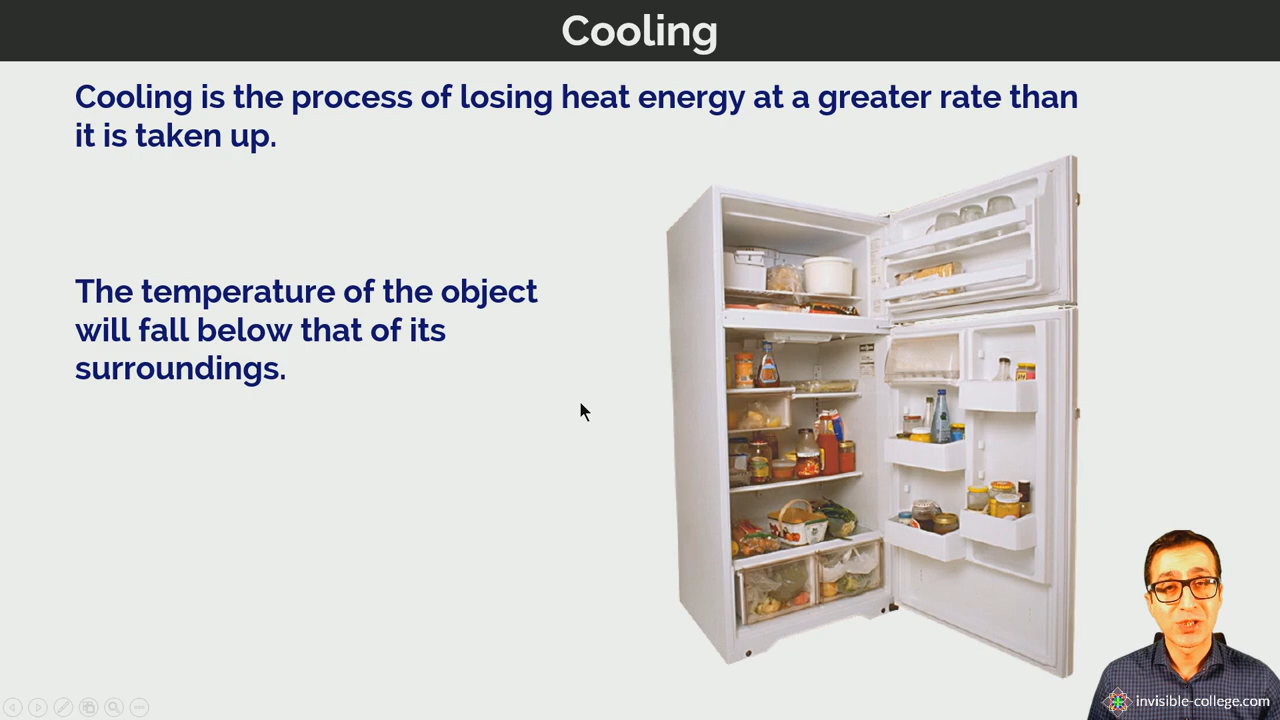 Cooling
Cooling is the process of losing heat energy at a greater rate than
it is taken up.
The temperature of the object
will fall below that of its
surroundings.
invisible-college.com